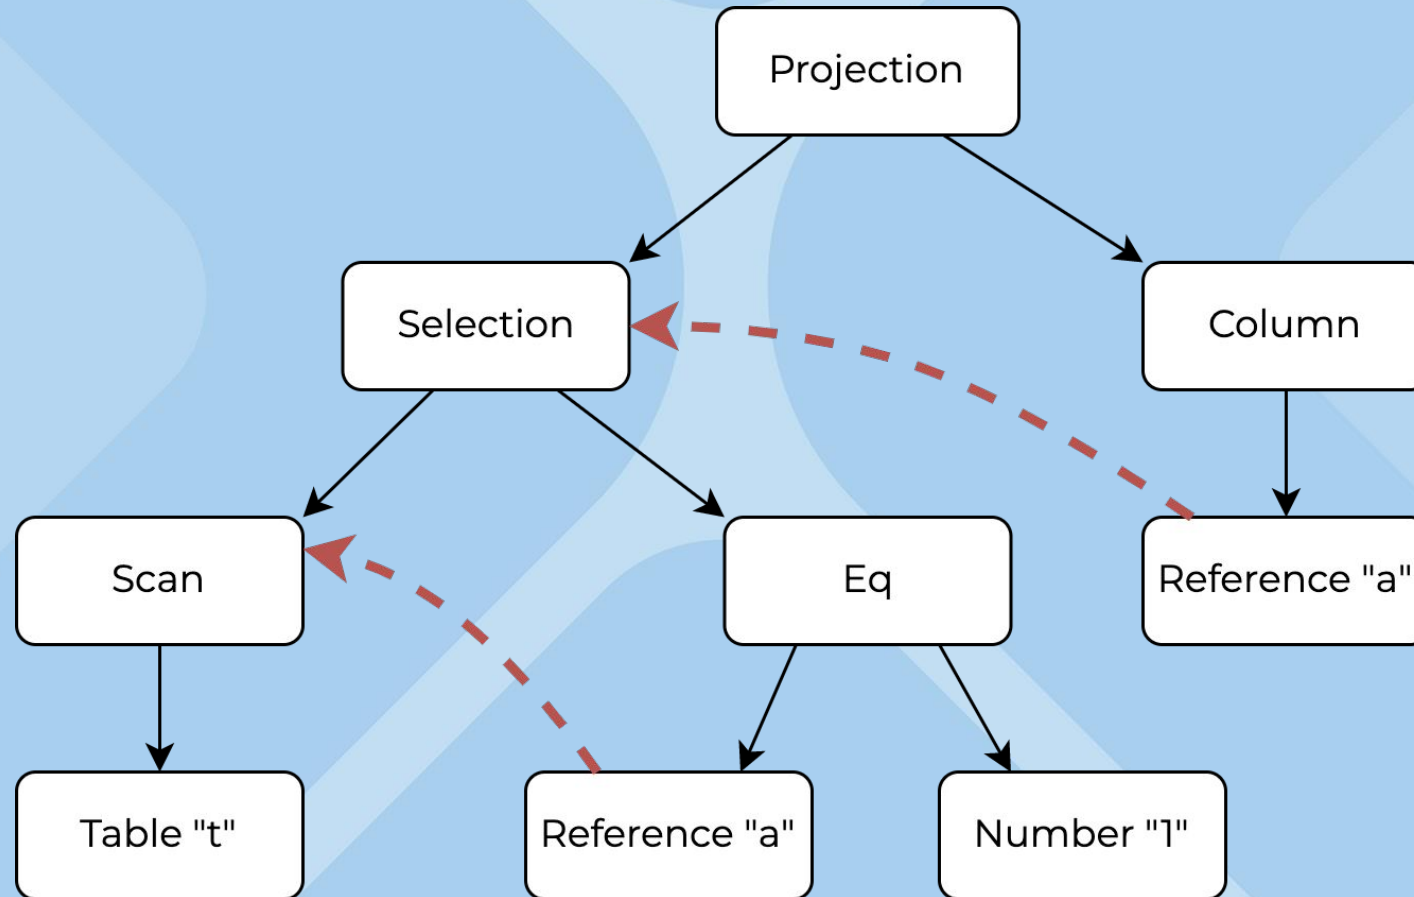 Projection
Selection
Column
Scan
Eq
Reference "a"
Table "t"
Reference "a"
Number "1"